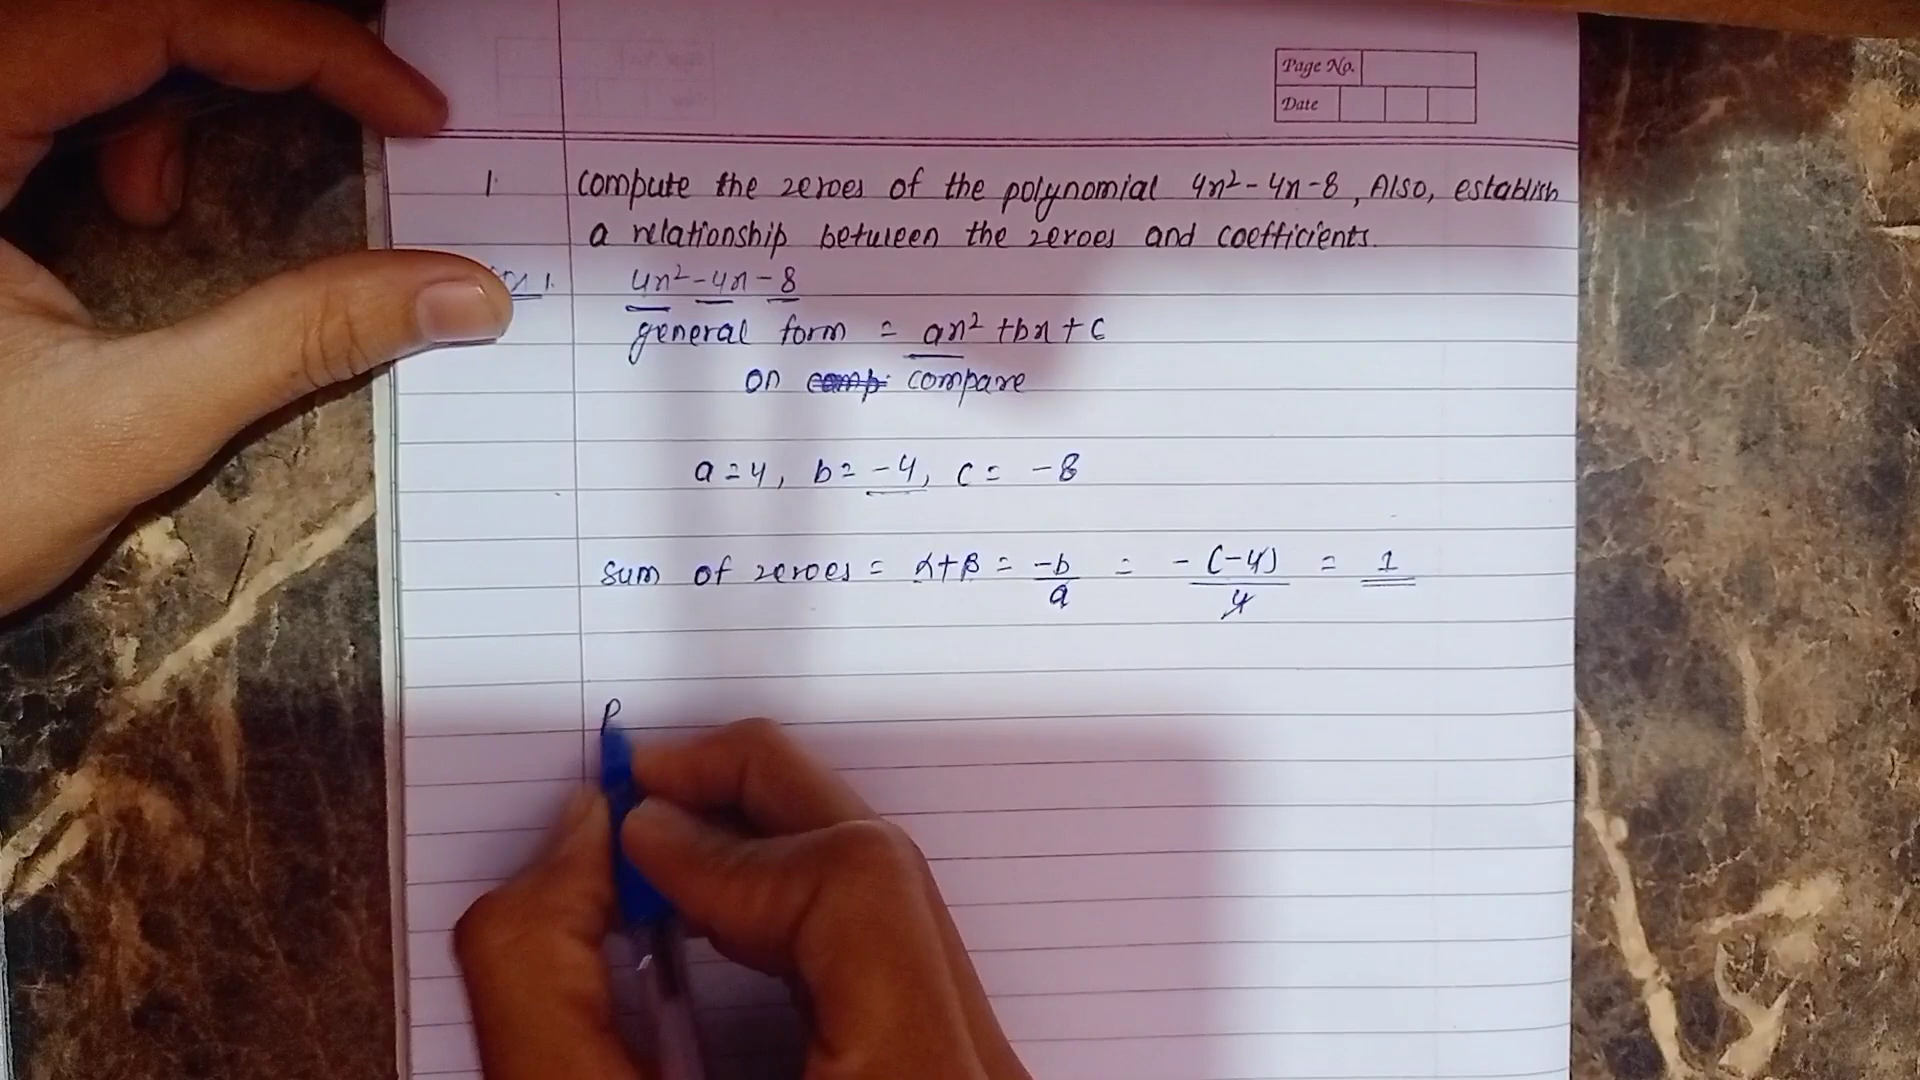 Page No.
Date
1. compute the zeroes of the polynomial 4x² - 4x - 8, Also, establish
a relationship between the zeroes and coefficients.
1. 4x² - 4x - 8
general form = ax² + bx + c
on compare
a = 4, b = -4, c = -8
sum of zeroes = α + β = -b/a = -(-4)/4 = 1
P